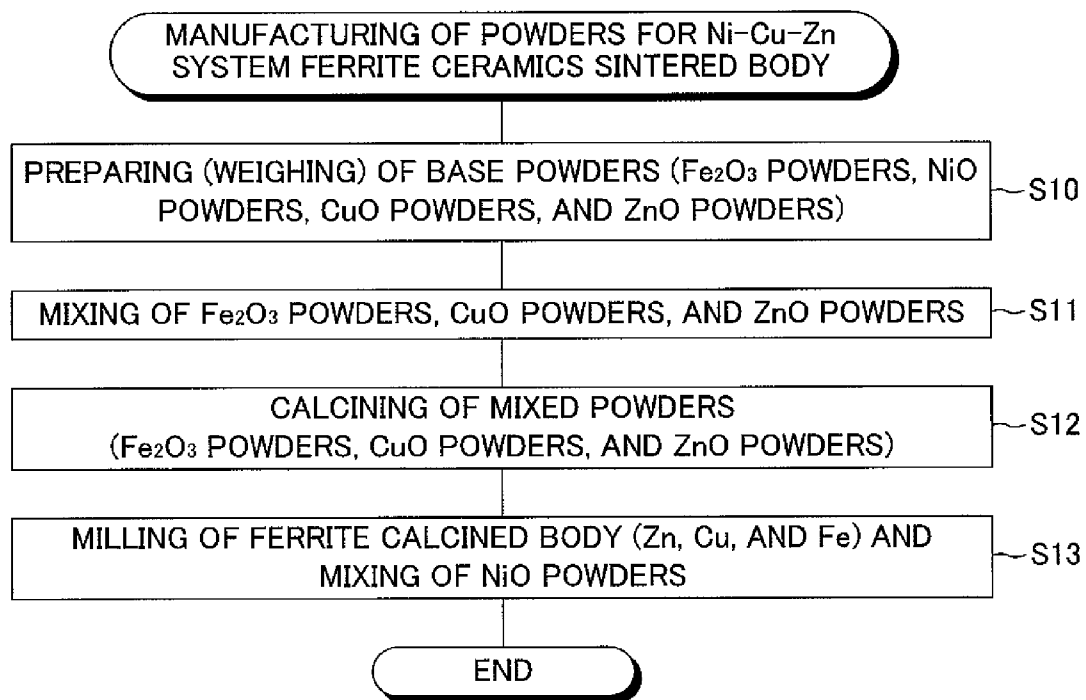 MANUFACTURING OF POWDERS FOR Ni-Cu-Zn
SYSTEM FERRITE CERAMICS SINTERED BODY
PREPARING (WEIGHING) OF BASE POWDERS (Fe₂O₃ POWDERS, NiO
POWDERS, CuO POWDERS, AND ZnO POWDERS)
S10
MIXING OF Fe₂O₃ POWDERS, CuO POWDERS, AND ZnO POWDERS
S11
CALCINING OF MIXED POWDERS
(Fe₂O₃ POWDERS, CuO POWDERS, AND ZnO POWDERS)
S12
MILLING OF FERRITE CALCINED BODY (Zn, Cu, AND Fe) AND
MIXING OF NiO POWDERS
S13
END